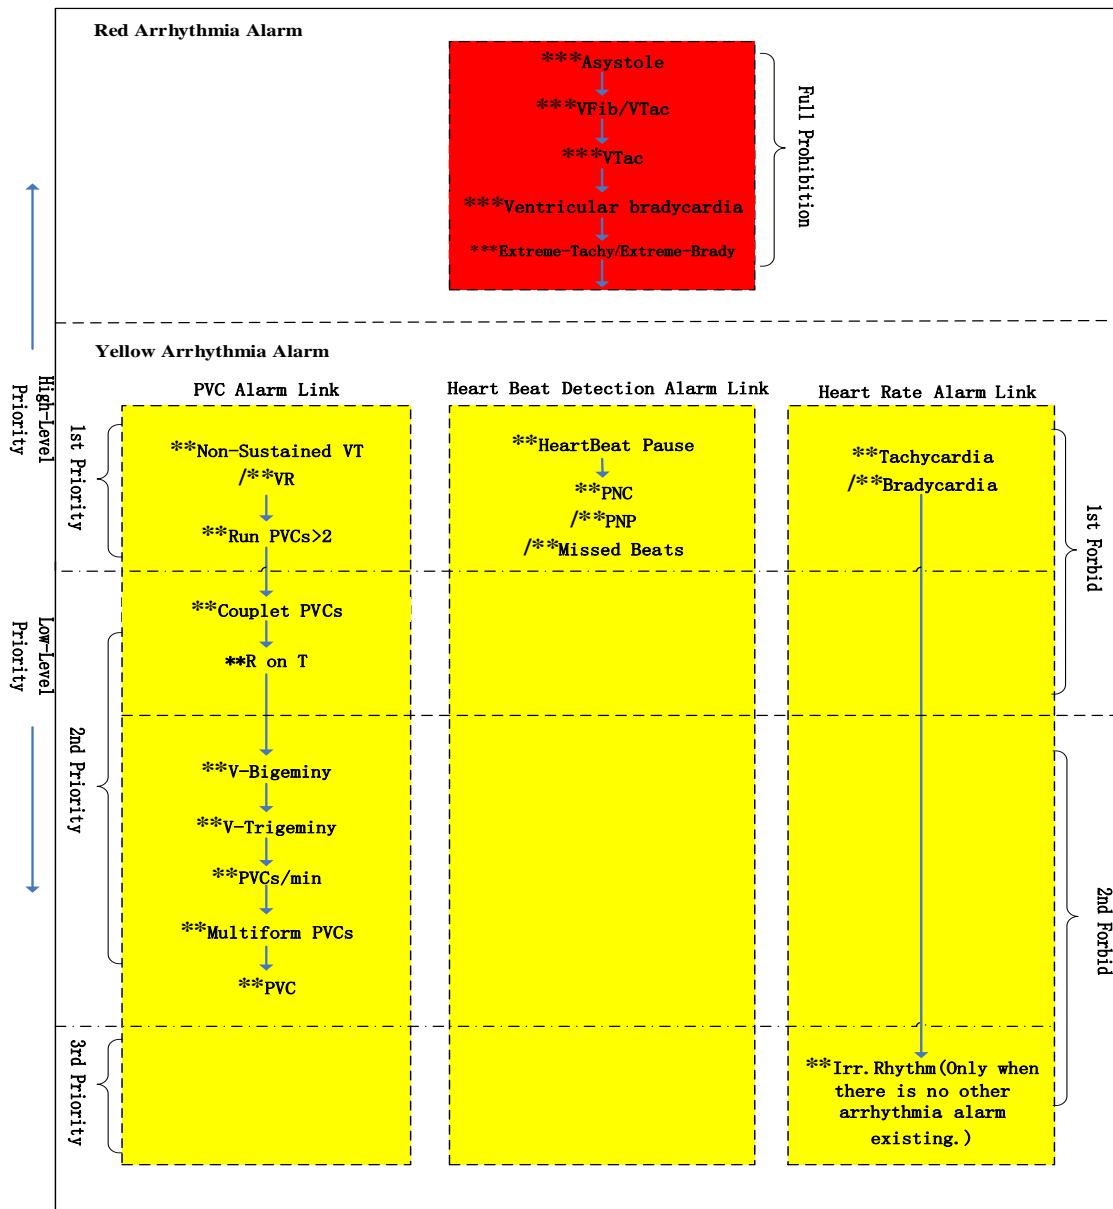 Red Arrhythmia Alarm
***Asystole
***VFib/VTac
***VTac
***Ventricular bradycardia
***Extreme-Tachy/Extreme-Brady
Full Prohibition
High-Level
Priority
Low-Level
Priority
Yellow Arrhythmia Alarm
PVC Alarm Link
1st Priority
**Non-Sustained VT
/**VR
**Run PVCs>2
2nd Priority
**Couplet PVCs
**R on T
**V-Bigeminy
**V-Trigeminy
**PVCs/min
**Multiform PVCs
**PVC
3rd Priority
Heart Beat Detection Alarm Link
**HeartBeat Pause
**PNC
/**PNP
/**Missed Beats
Heart Rate Alarm Link
**Tachycardia
/**Bradycardia
**Irr.Rhythm(Only when
there is no other
arrhythmia alarm
existing.)
1st Forbid
2nd Forbid